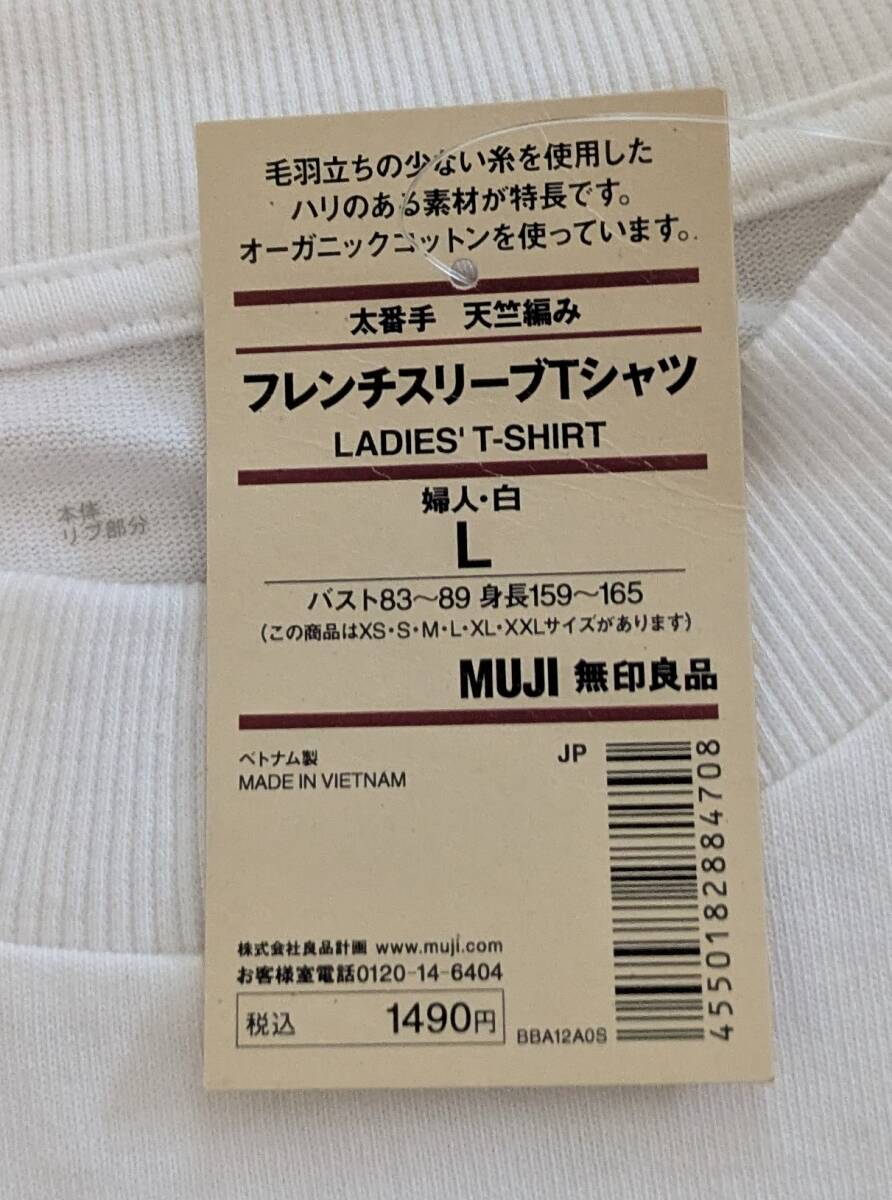 毛羽立ちの少ない糸を使用した
ハリのある素材が特長です。
オーガニックコットンを使っています。
太番手 天竺編み
フレンチスリーブTシャツ
LADIES' T-SHIRT
婦人・白
L
バスト83〜89 身長159〜165
(この商品はXS・S・M・L・XL・XXLサイズがあります)
MUJI 無印良品
ベトナム製
MADE IN VIETNAM
JP
4550182884708
株式会社良品計画 www.muji.com
お客様室電話0120-14-6404
税込 1490円
BBA12A0S
本体
リブ部分